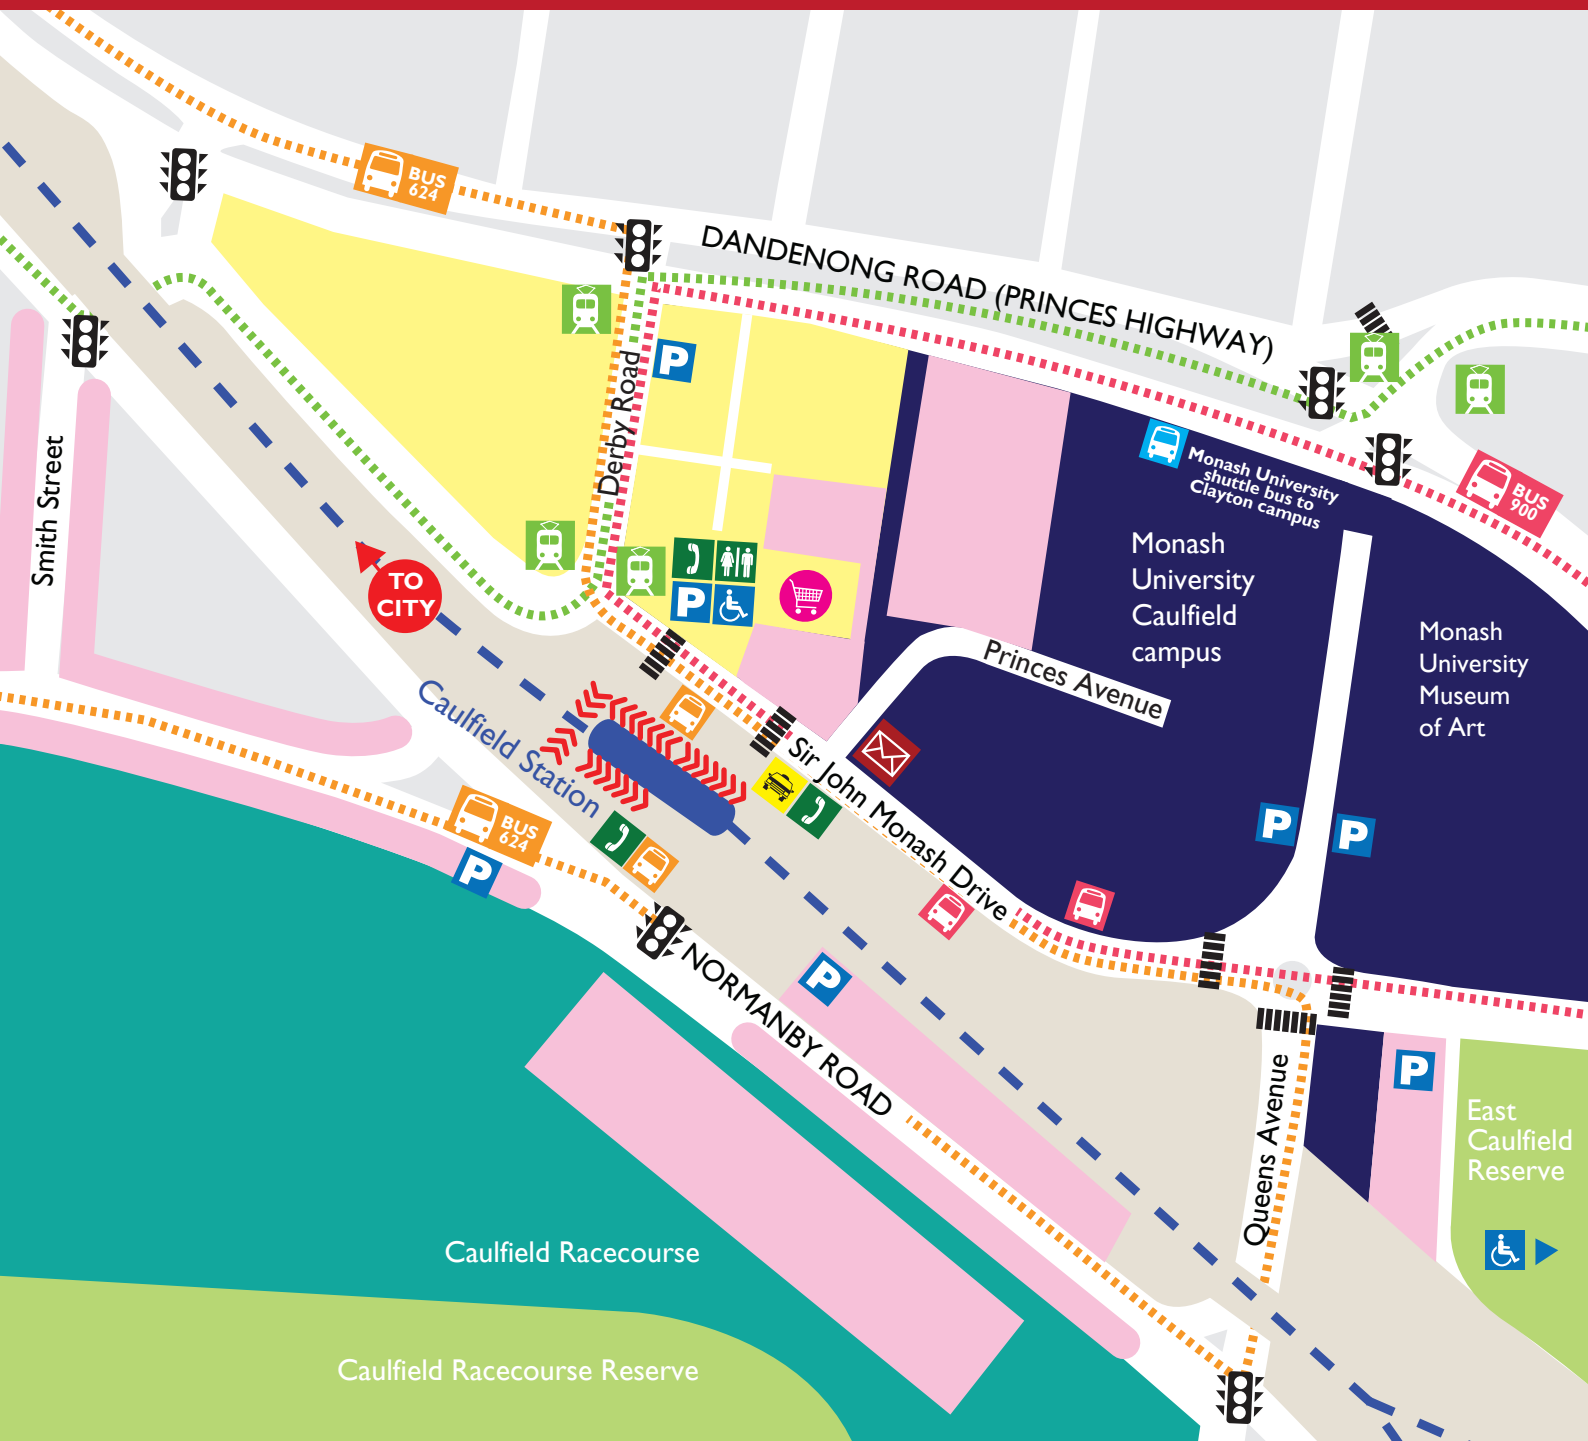 BUS
624
DANDENONG ROAD (PRINCES HIGHWAY)
Derby Road
P
Smith Street
Monash University
shuttle bus to
Clayton campus
BUS
900
Monash
University
Caulfield
campus
Monash
University
Museum
of Art
TO
CITY
P
Princes Avenue
Caulfield Station
Sir John Monash Drive
BUS
624
P
P
P
NORMANBY ROAD
P
Queens Avenue
P
East
Caulfield
Reserve
Caulfield Racecourse
Caulfield Racecourse Reserve